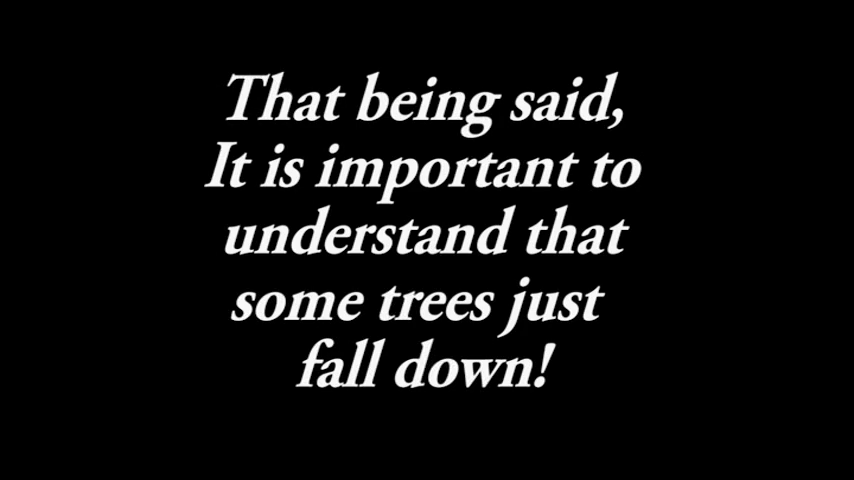 That being said,
It is important to
understand that
some trees just
fall down!